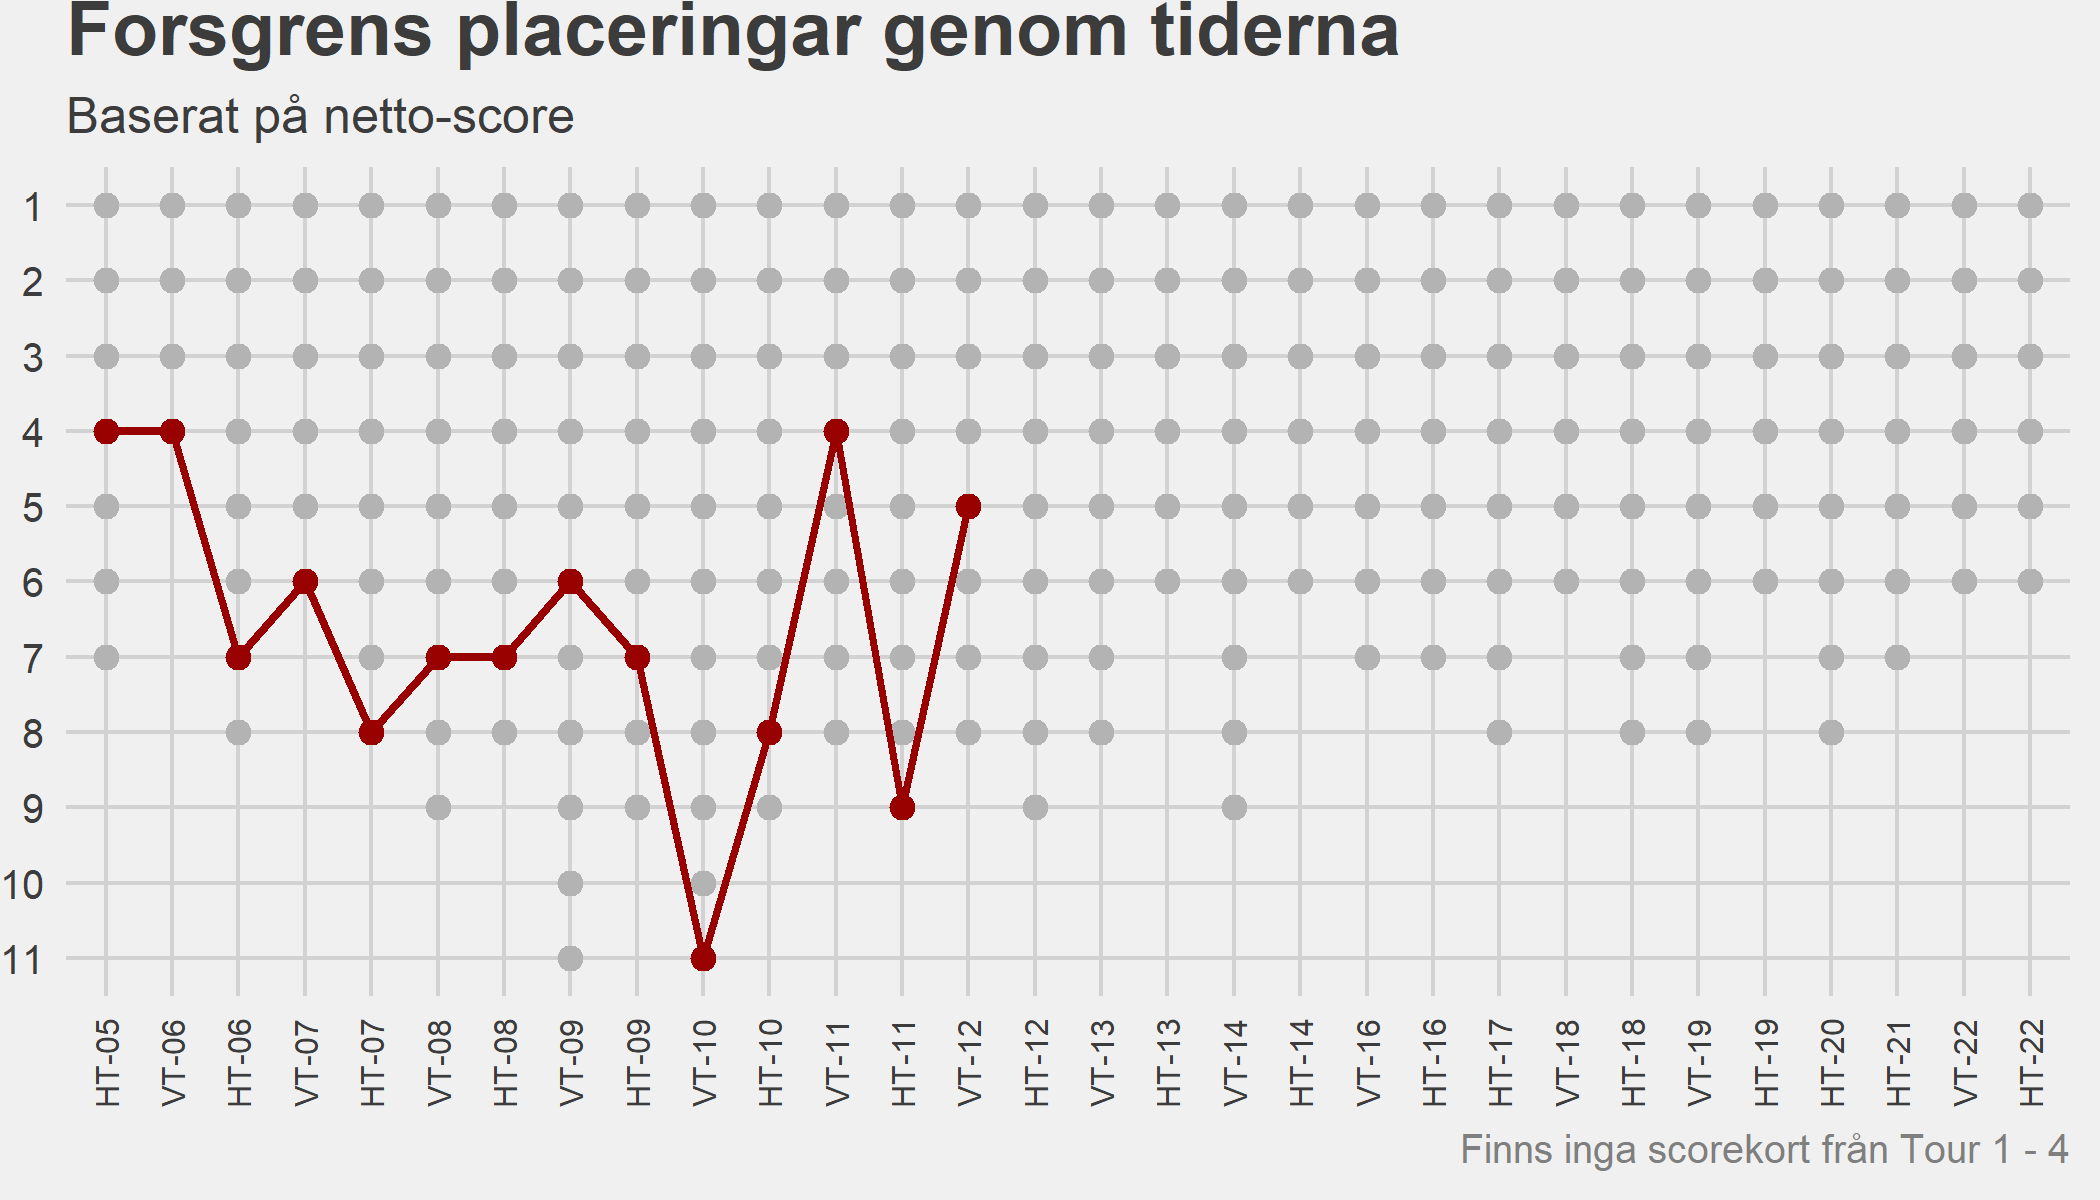 Forsgrens placeringar genom tiderna
Baserat på netto-score
1
2
3
4
5
6
7
8
9
10
11
HT-05
VT-06
HT-06
VT-07
HT-07
VT-08
HT-08
VT-09
HT-09
VT-10
HT-10
VT-11
HT-11
VT-12
HT-12
VT-13
HT-13
VT-14
HT-14
VT-16
HT-16
HT-17
VT-18
HT-18
VT-19
HT-19
HT-20
HT-21
VT-22
HT-22
Finns inga scorekort från Tour 1 - 4